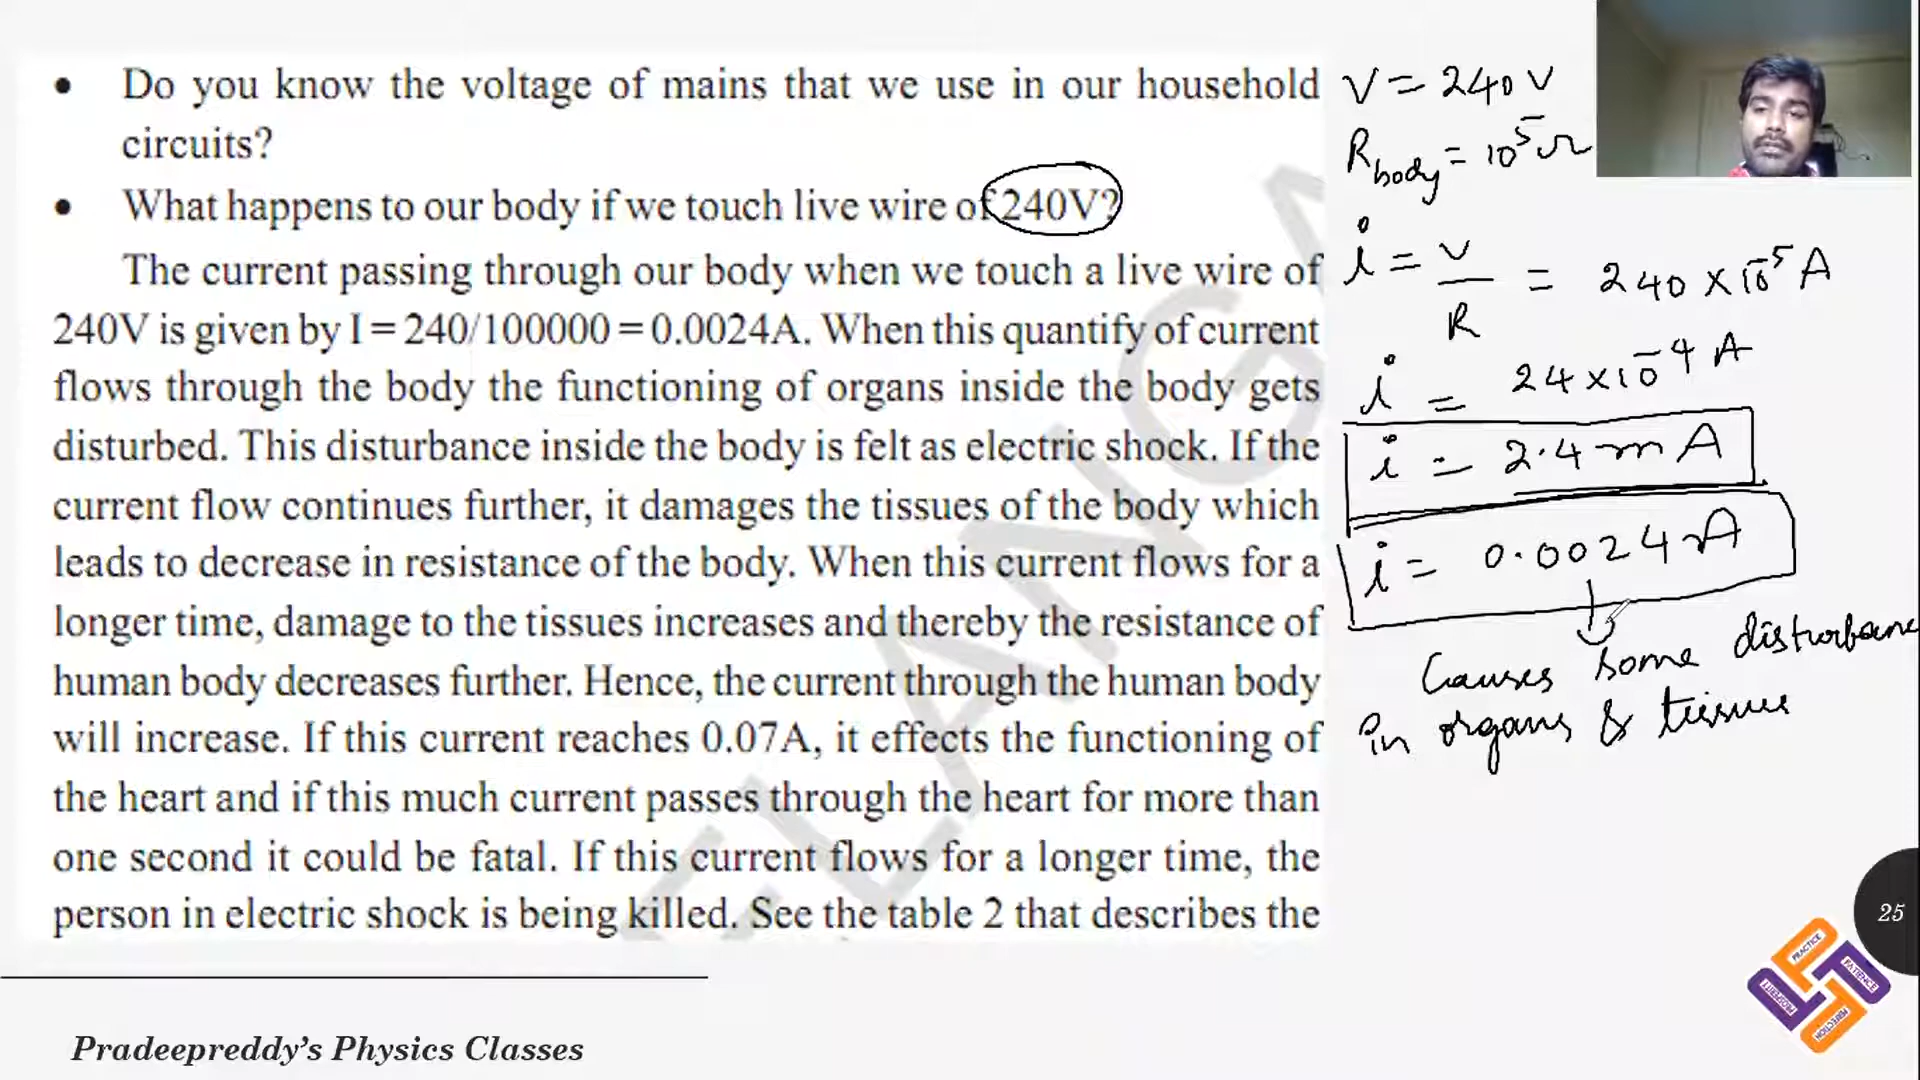 • Do you know the voltage of mains that we use in our household
circuits?
• What happens to our body if we touch live wire of 240V?
The current passing through our body when we touch a live wire of
240V is given by I = 240/100000 = 0.0024A. When this quantify of current
flows through the body the functioning of organs inside the body gets
disturbed. This disturbance inside the body is felt as electric shock. If the
current flow continues further, it damages the tissues of the body which
leads to decrease in resistance of the body. When this current flows for a
longer time, damage to the tissues increases and thereby the resistance of
human body decreases further. Hence, the current through the human body
will increase. If this current reaches 0.07A, it effects the functioning of
the heart and if this much current passes through the heart for more than
one second it could be fatal. If this current flows for a longer time, the
person in electric shock is being killed. See the table 2 that describes the
V = 240 V
R body = 10⁵ Ω
i = V/R = 240 × 10⁻⁵ A
i = 24 × 10⁻⁴ A
i = 2.4 mA
i = 0.0024 A
Causes some disturbanc
in organs & tissues
25
PRACTICE
PATIENCE
Pradeepreddy's Physics Classes